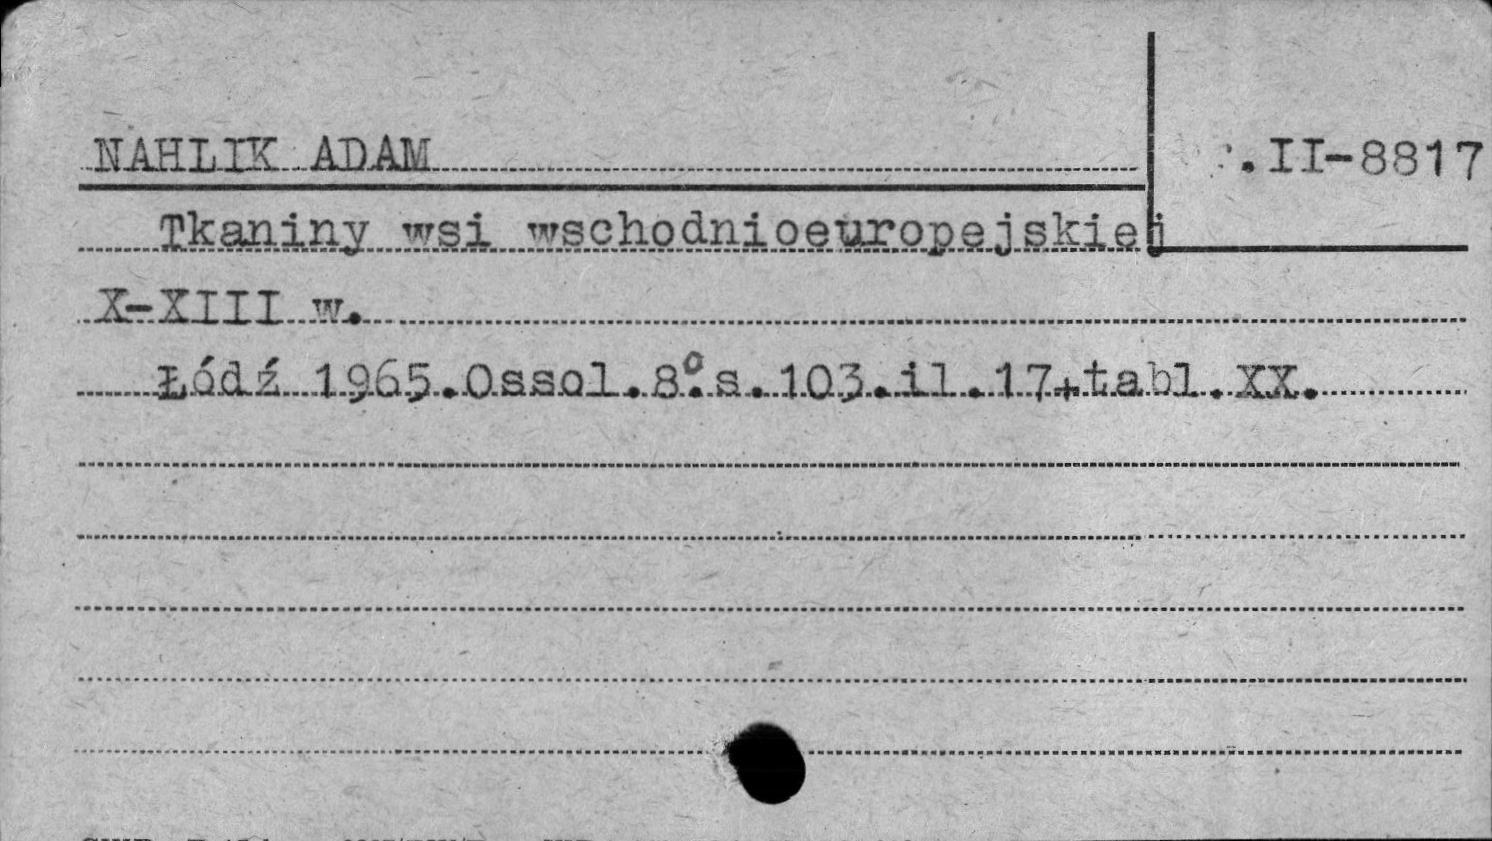 NAHLIK ADAM
.II-8817
Tkaniny wsi wschodnioeuropejskiej
X-XIII w.
Łódź 1965.Ossol.8°.s.103.il.17+tabl.XX.